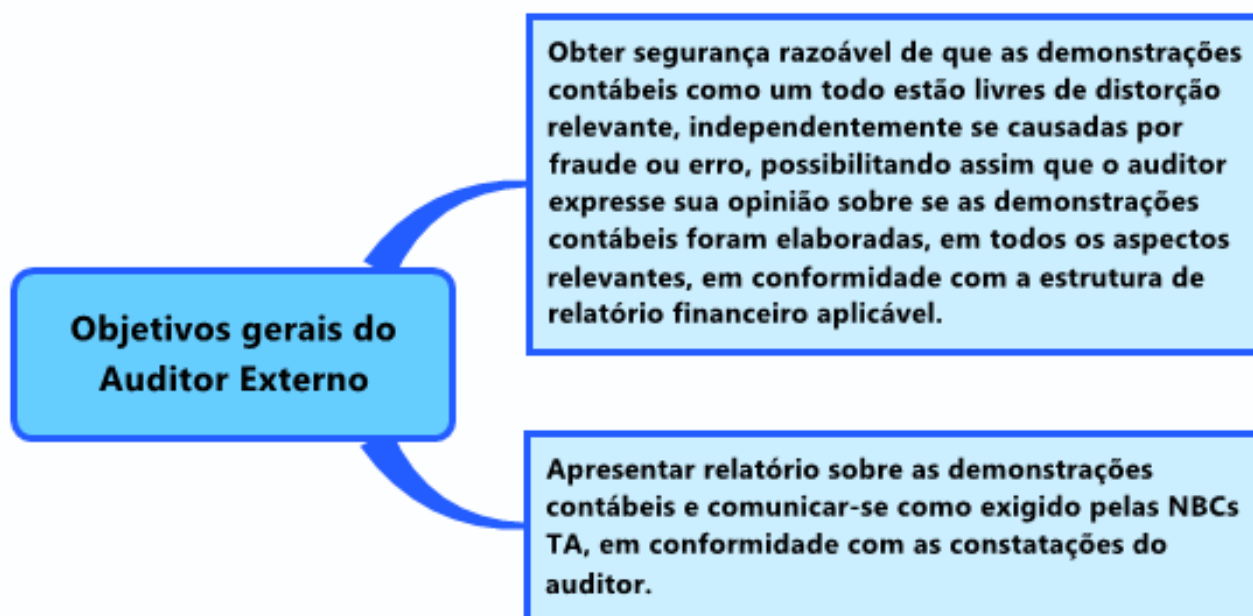 Obter segurança razoável de que as demonstrações
contábeis como um todo estão livres de distorção
relevante, independentemente se causadas por
fraude ou erro, possibilitando assim que o auditor
expresse sua opinião sobre se as demonstrações
contábeis foram elaboradas, em todos os aspectos
relevantes, em conformidade com a estrutura de
relatório financeiro aplicável.
Objetivos gerais do
Auditor Externo
Apresentar relatório sobre as demonstrações
contábeis e comunicar-se como exigido pelas NBCs
TA, em conformidade com as constatações do
auditor.